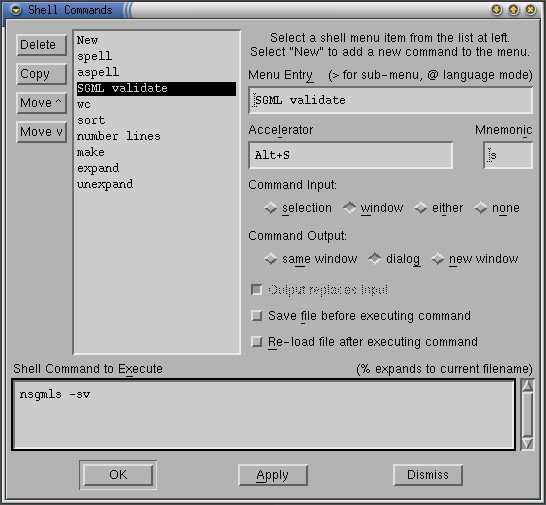 Shell Commands
Delete
Copy
Move ^
Move v
New
spell
aspell
SGML validate
wc
sort
number lines
make
expand
unexpand
Select a shell menu item from the list at left.
Select "New" to add a new command to the menu.
Menu Entry (> for sub-menu, @ language mode)
SGML validate
Accelerator Mnemonic
Alt+S s
Command Input:
selection window either none
Command Output:
same window dialog new window
Output replaces input
Save file before executing command
Re-load file after executing command
Shell Command to Execute (% expands to current filename)
nsgmls -sv
OK Apply Dismiss